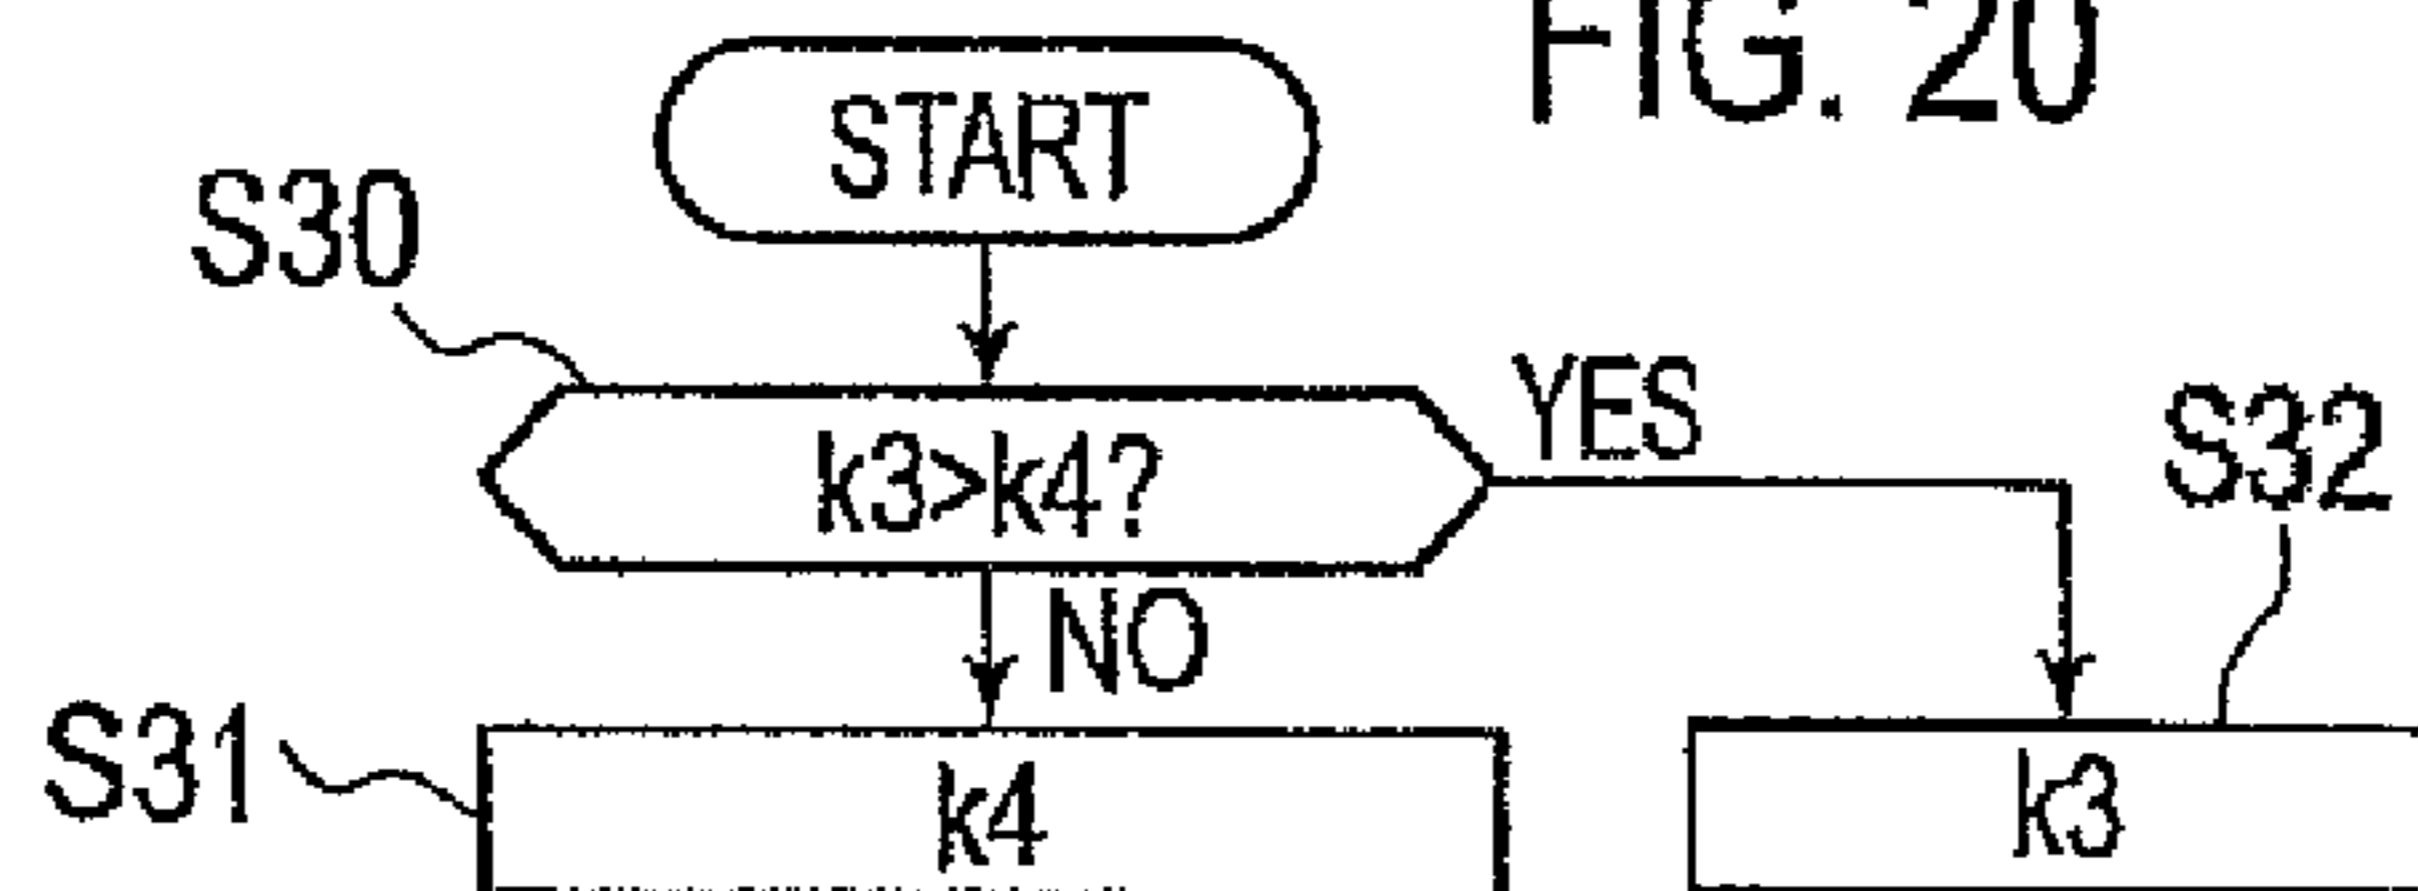 FIG. 20
START
S30
k3>k4?
YES
S32
NO
S31
k4
k3